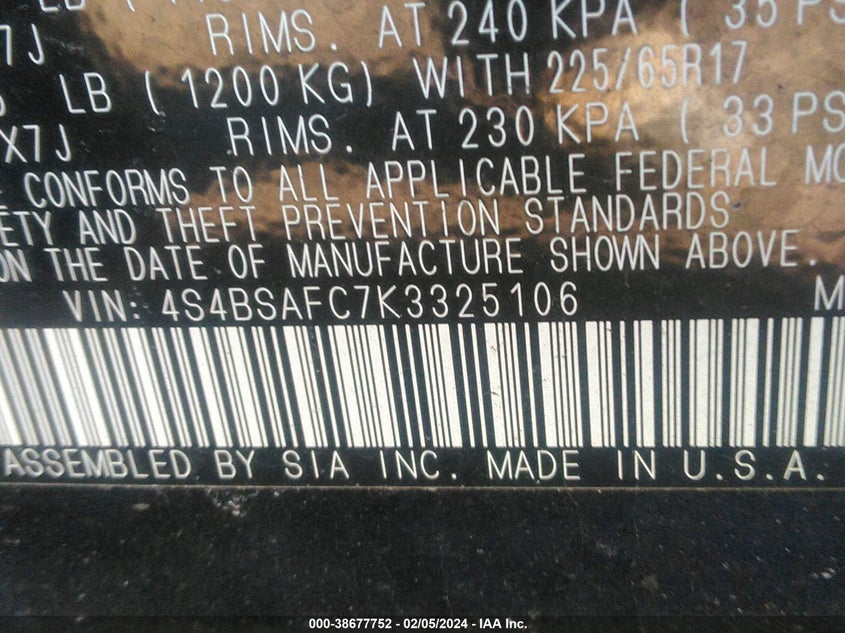 7J RIMS. AT 240 KPA ( 35 PS
LB ( 1200 KG) WITH 225/65R17
X7J RIMS. AT 230 KPA ( 33 PS
CONFORMS TO ALL APPLICABLE FEDERAL MO
ETY AND THEFT PREVENTION STANDARDS
ON THE DATE OF MANUFACTURE SHOWN ABOVE.
VIN: 4S4BSAFC7K3325106 M
ASSEMBLED BY SIA INC. MADE IN U.S.A.
000-38677752 - 02/05/2024 - IAA Inc.